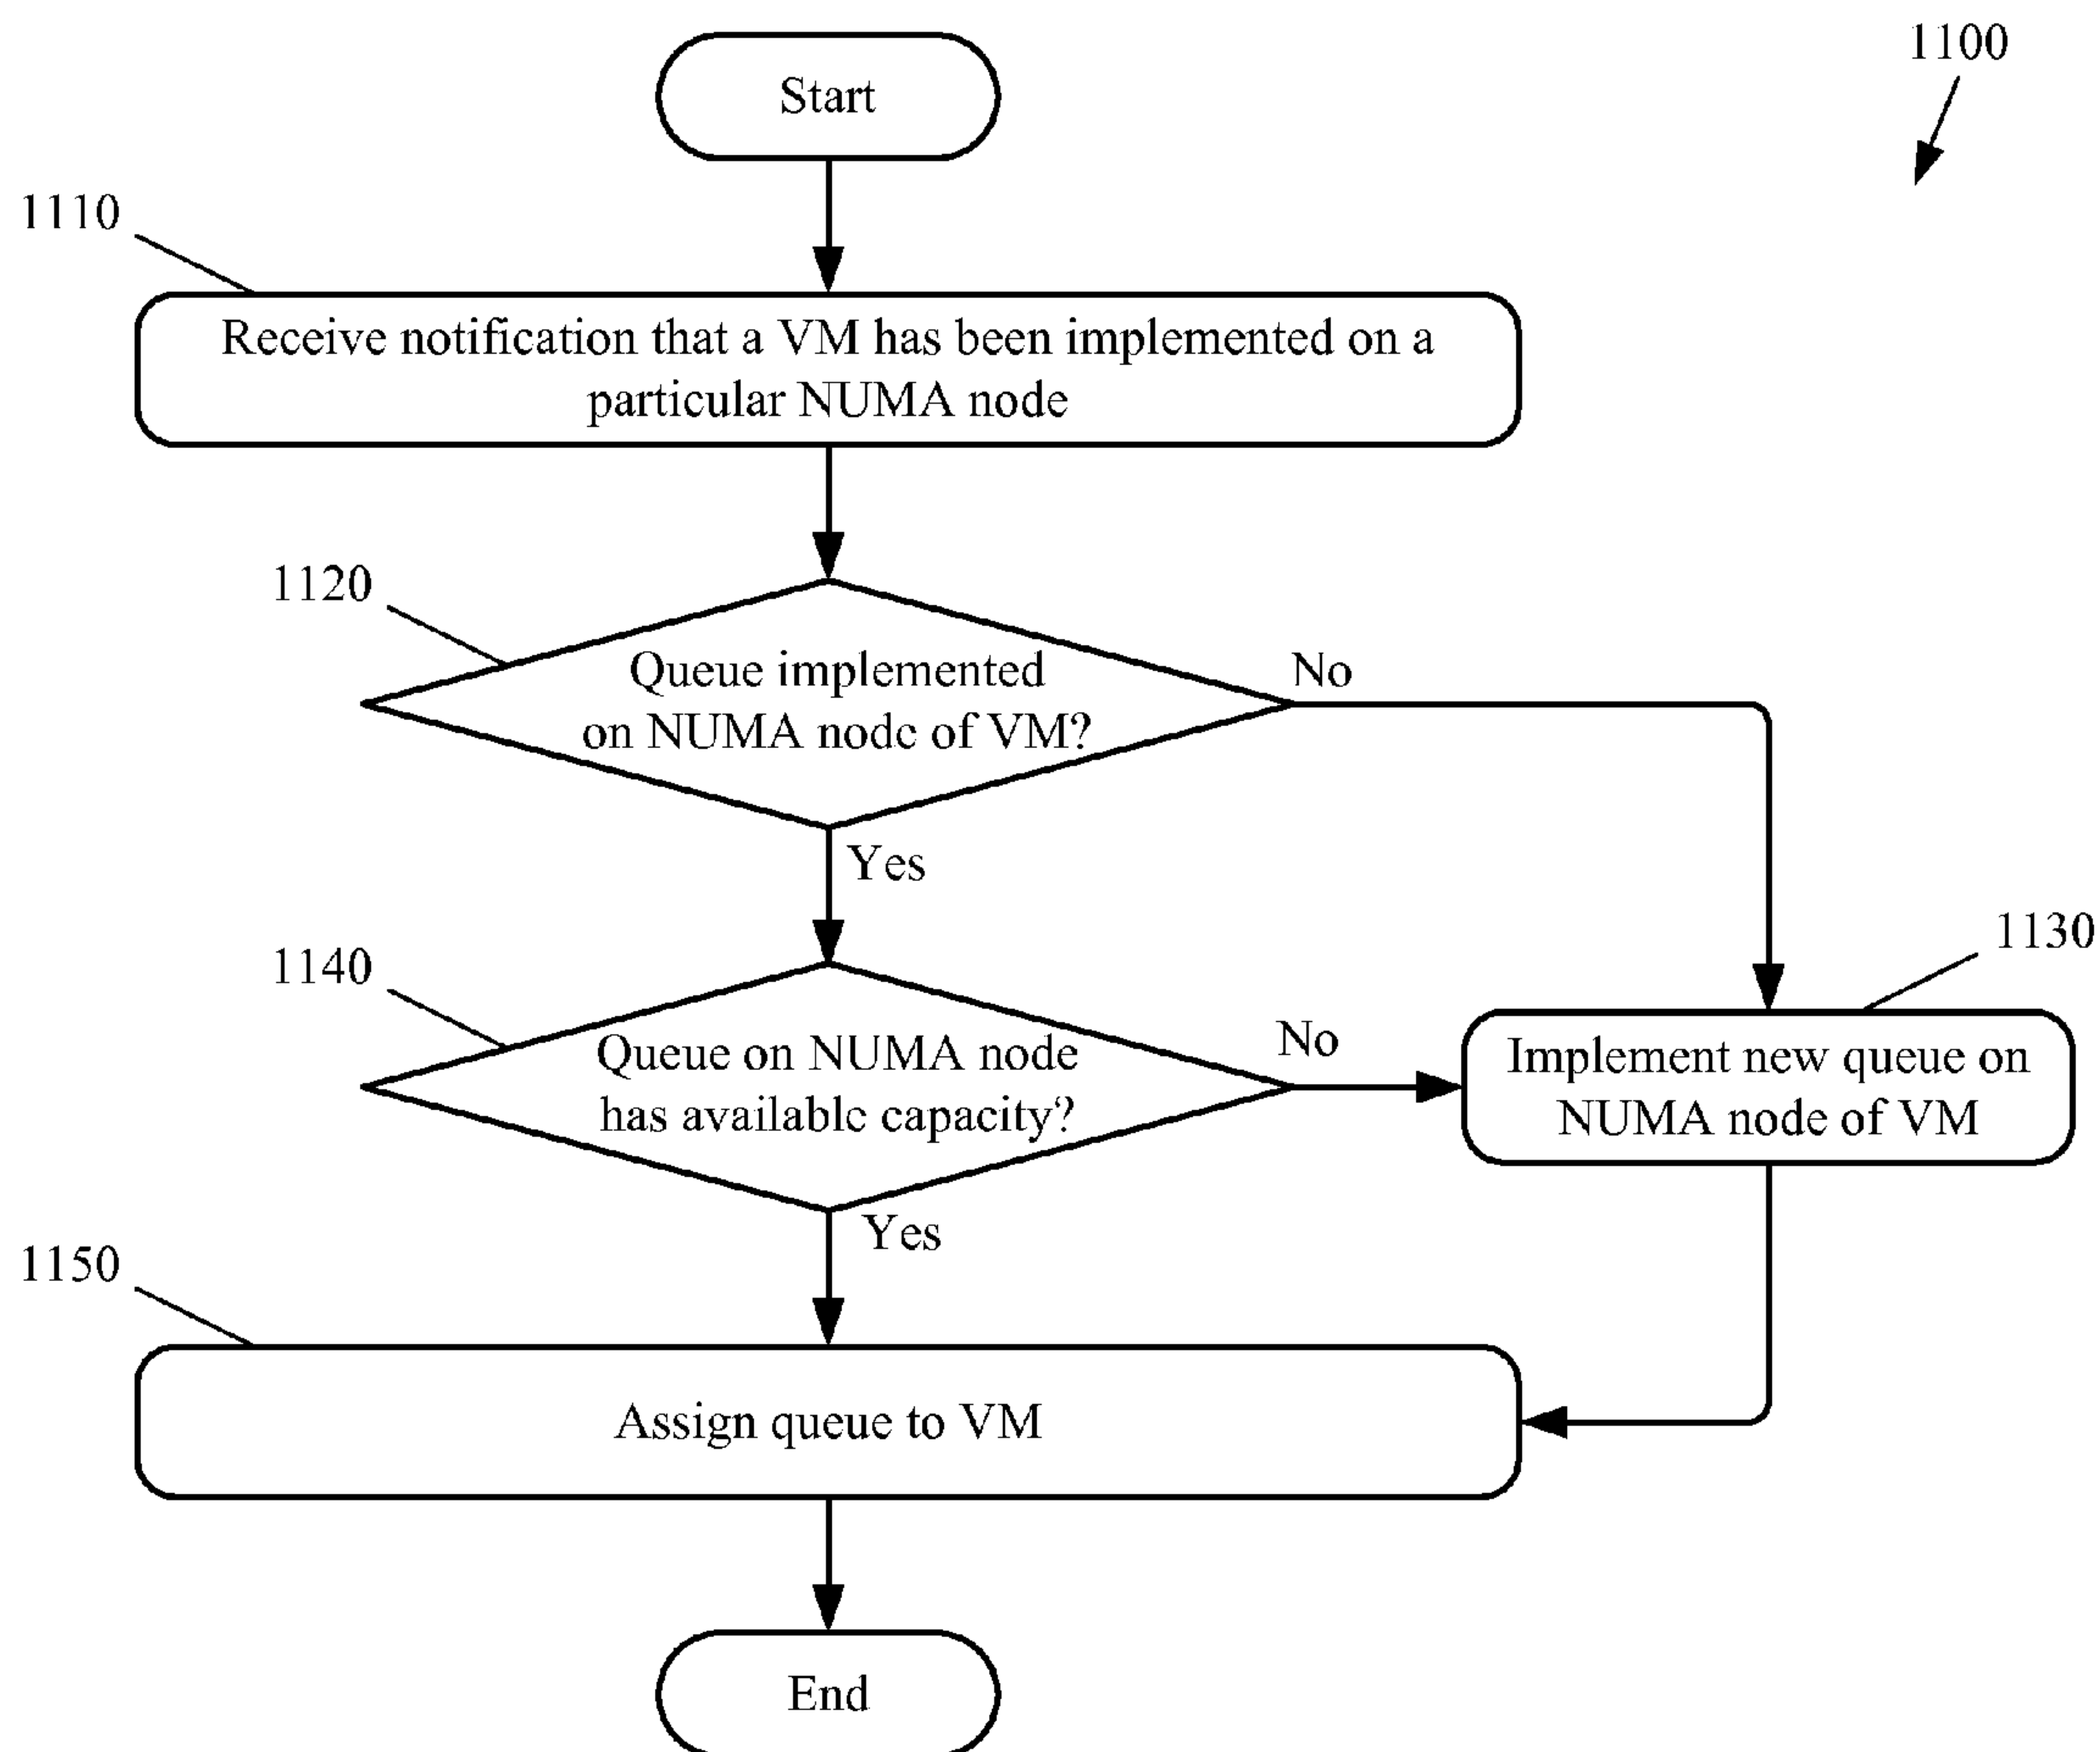 1100
Start
1110
Receive notification that a VM has been implemented on a
particular NUMA node
1120
Queue implemented
on NUMA node of VM?
No
Yes
1130
1140
Queue on NUMA node
has available capacity?
No
Implement new queue on
NUMA node of VM
Yes
1150
Assign queue to VM
End